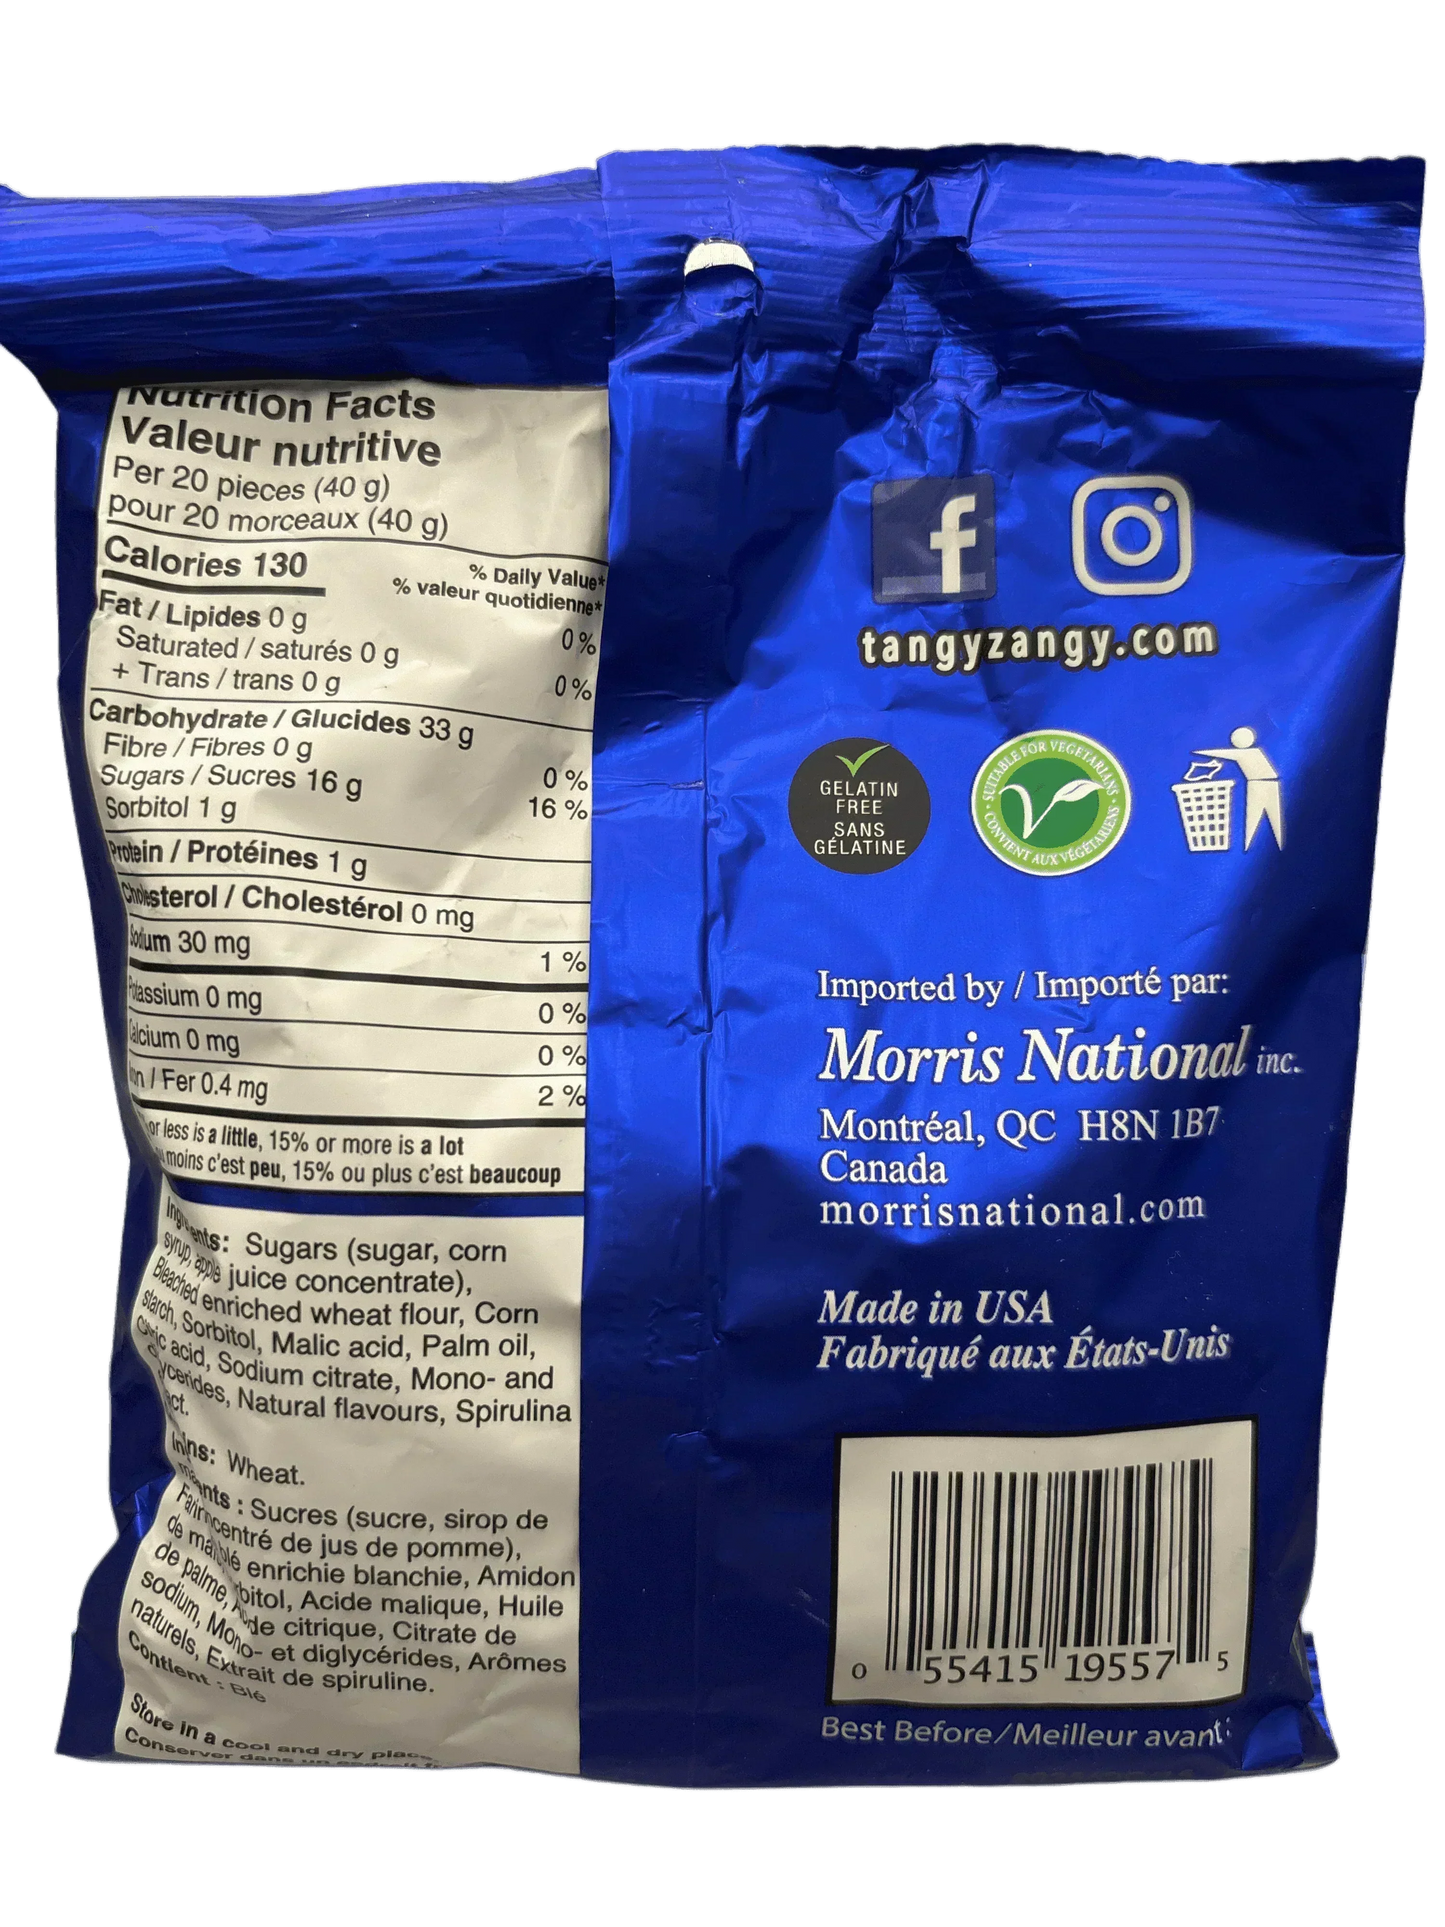 Nutrition Facts
Valeur nutritive
Per 20 pieces (40 g)
pour 20 morceaux (40 g)
Calories 130
% Daily Value*
% valeur quotidienne*
Fat / Lipides 0 g 0 %
Saturated / saturés 0 g
+ Trans / trans 0 g 0 %
Carbohydrate / Glucides 33 g
Fibre / Fibres 0 g 0 %
Sugars / Sucres 16 g 16 %
Sorbitol 1 g
Protein / Protéines 1 g
Cholesterol / Cholestérol 0 mg
Sodium 30 mg 1 %
Potassium 0 mg 0 %
Calcium 0 mg 0 %
Iron / Fer 0.4 mg 2 %
or less is a little, 15% or more is a lot
moins c'est peu, 15% ou plus c'est beaucoup
Ingredients: Sugars (sugar, corn
syrup, apple juice concentrate),
Bleached enriched wheat flour, Corn
starch, Sorbitol, Malic acid, Palm oil,
Citric acid, Sodium citrate, Mono- and
Natural flavours, Spirulina
Wheat.
: Sucres (sucre, sirop de
de jus de pomme),
enrichie blanchie, Amidon
de Acide malique, Huile
de palme, citrique, Citrate de
sodium, Mono- et diglycérides, Arômes
naturels, Extrait de spiruline.
Contient : Blé
Store in a cool and dry place
Conserver dans un
f
tangyzangy.com
GELATIN
FREE
SANS
GÉLATINE
SUITABLE FOR VEGETARIANS
CONVIENT AUX VÉGÉTARIENS
Imported by / Importé par:
Morris National inc.
Montréal, QC H8N 1B7
Canada
morrisnational.com
Made in USA
Fabriqué aux États-Unis
0 55415 19557 5
Best Before/Meilleur avant: